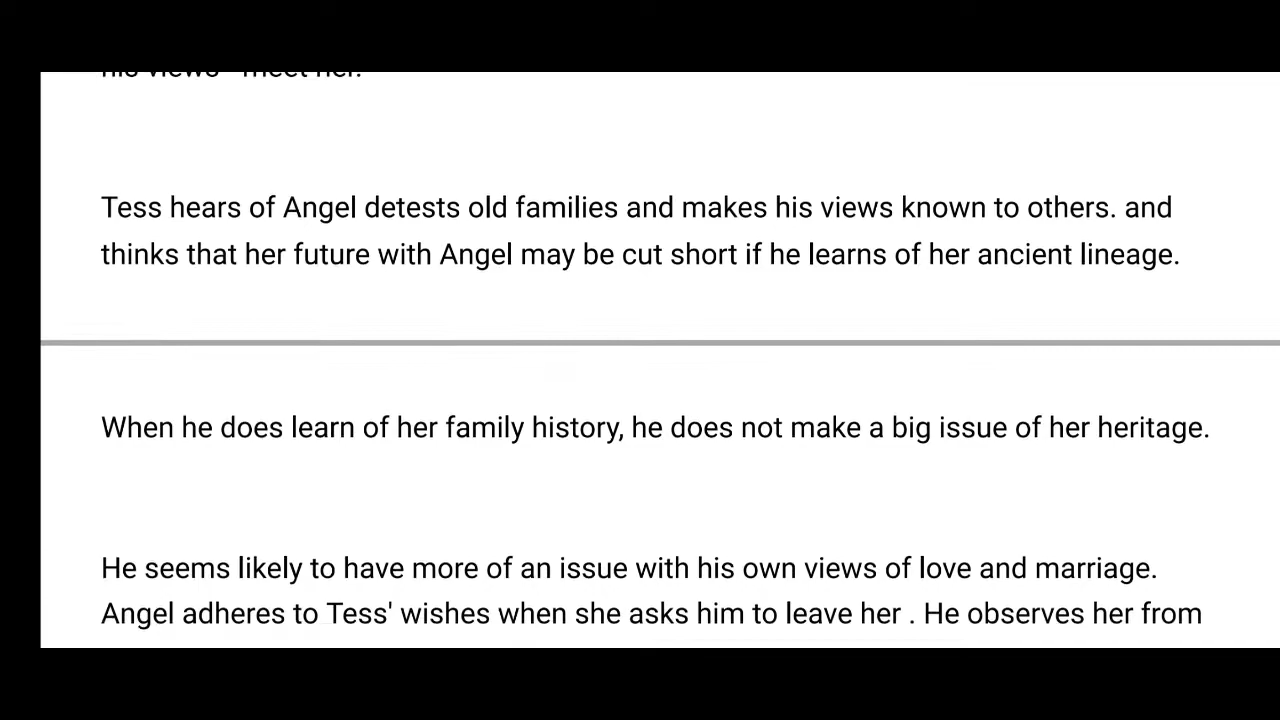 his views meet her.
Tess hears of Angel detests old families and makes his views known to others. and
thinks that her future with Angel may be cut short if he learns of her ancient lineage.
When he does learn of her family history, he does not make a big issue of her heritage.
He seems likely to have more of an issue with his own views of love and marriage.
Angel adheres to Tess' wishes when she asks him to leave her . He observes her from